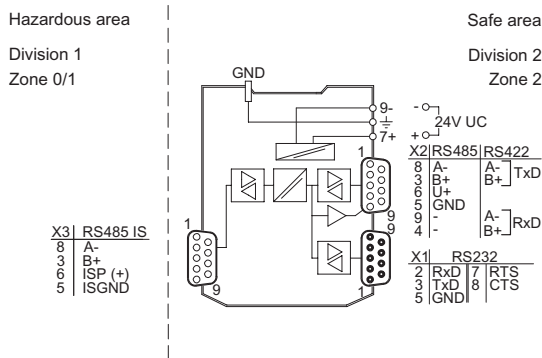 Hazardous area
Safe area
Division 1
Division 2
Zone 0/1
Zone 2
GND
9-
7+
-
24V UC
+
1
X2 RS485 RS422
8 A- A- TxD
3 B+ B+
6 U+
5 GND
9 - A- RxD
4 - B+
9
9
1
X1 RS232
2 RxD 7 RTS
3 TxD 8 CTS
5 GND
1
9
X3 RS485 IS
8 A-
3 B+
6 ISP (+)
5 ISGND